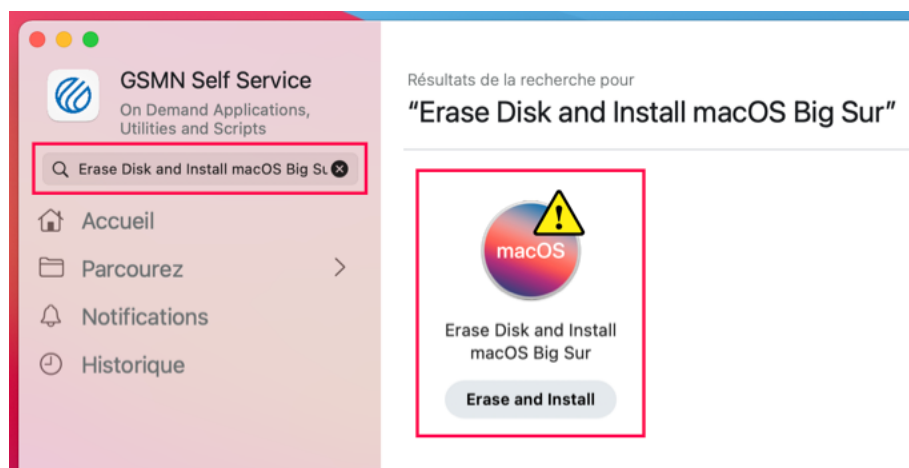 GSMN Self Service
On Demand Applications,
Utilities and Scripts
Erase Disk and Install macOS Big Su
Accueil
Parcourez
Notifications
Historique
Résultats de la recherche pour
“Erase Disk and Install macOS Big Sur”
macOS
Erase Disk and Install
macOS Big Sur
Erase and Install